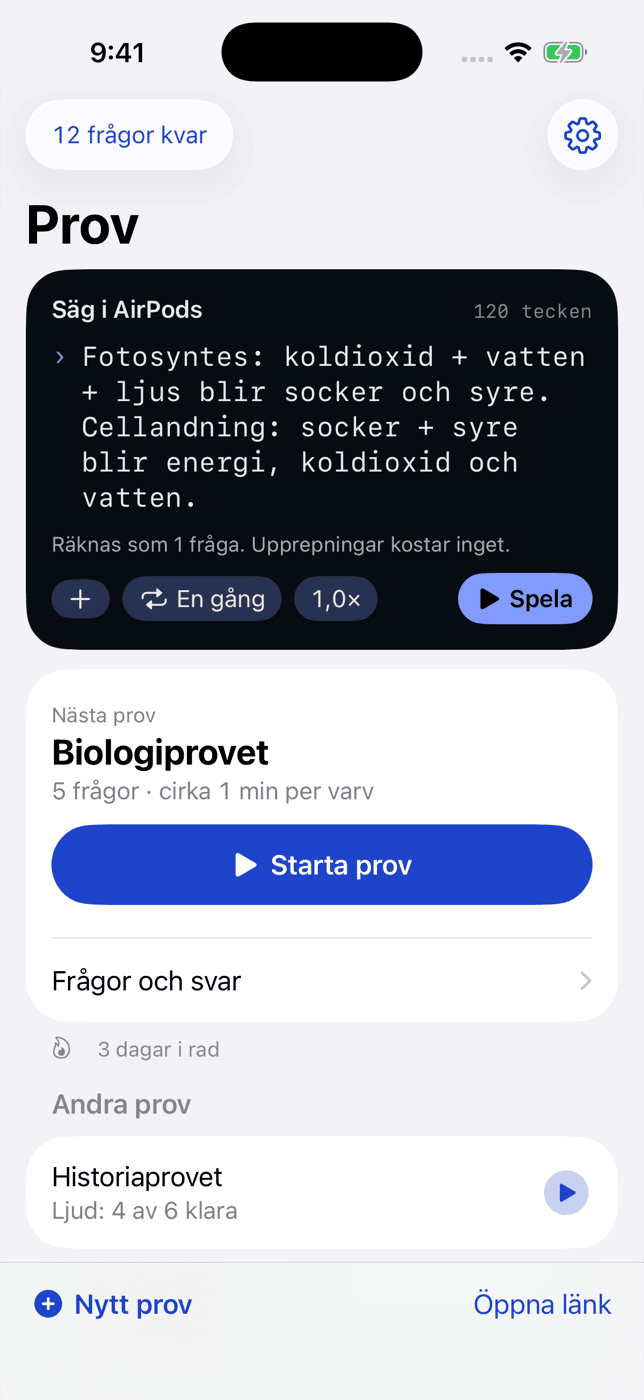 9:41
12 frågor kvar
Prov
Säg i AirPods
120 tecken
› Fotosyntes: koldioxid + vatten
+ ljus blir socker och syre.
Cellandning: socker + syre
blir energi, koldioxid och
vatten.
Räknas som 1 fråga. Upprepningar kostar inget.
+ En gång 1,0× Spela
Nästa prov
Biologiprovet
5 frågor · cirka 1 min per varv
Starta prov
Frågor och svar
3 dagar i rad
Andra prov
Historiaprovet
Ljud: 4 av 6 klara
Nytt prov
Öppna länk